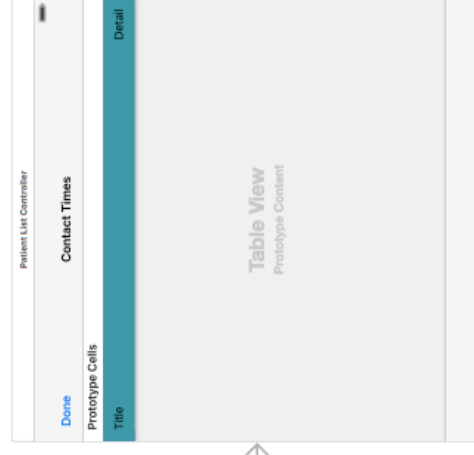 Patient List Controller
Done Contact Times
Prototype Cells
Title Detail
Table View
Prototype Content